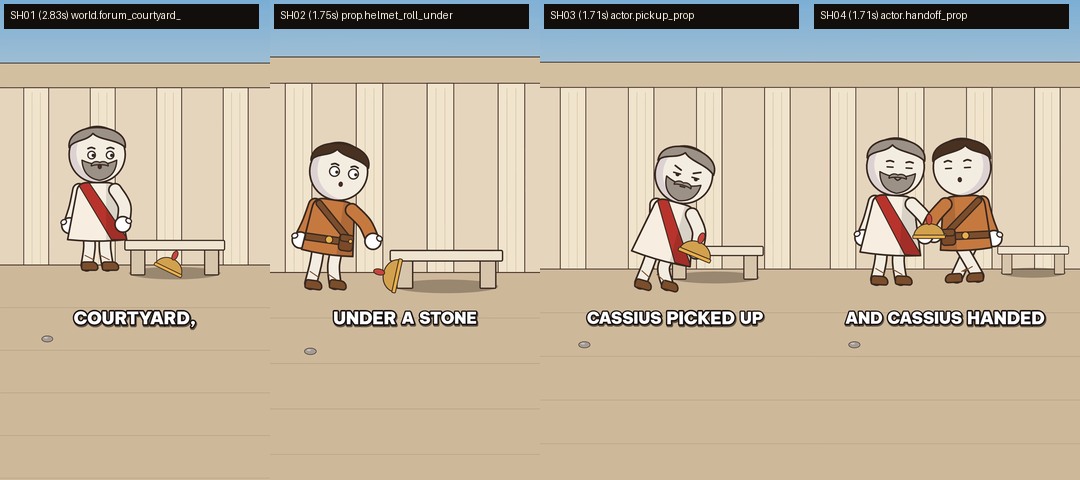 SH01 (2.83s) world.forum_courtyard_
SH02 (1.75s) prop.helmet_roll_under
SH03 (1.71s) actor.pickup_prop
SH04 (1.71s) actor.handoff_prop
COURTYARD,
UNDER A STONE
CASSIUS PICKED UP
AND CASSIUS HANDED